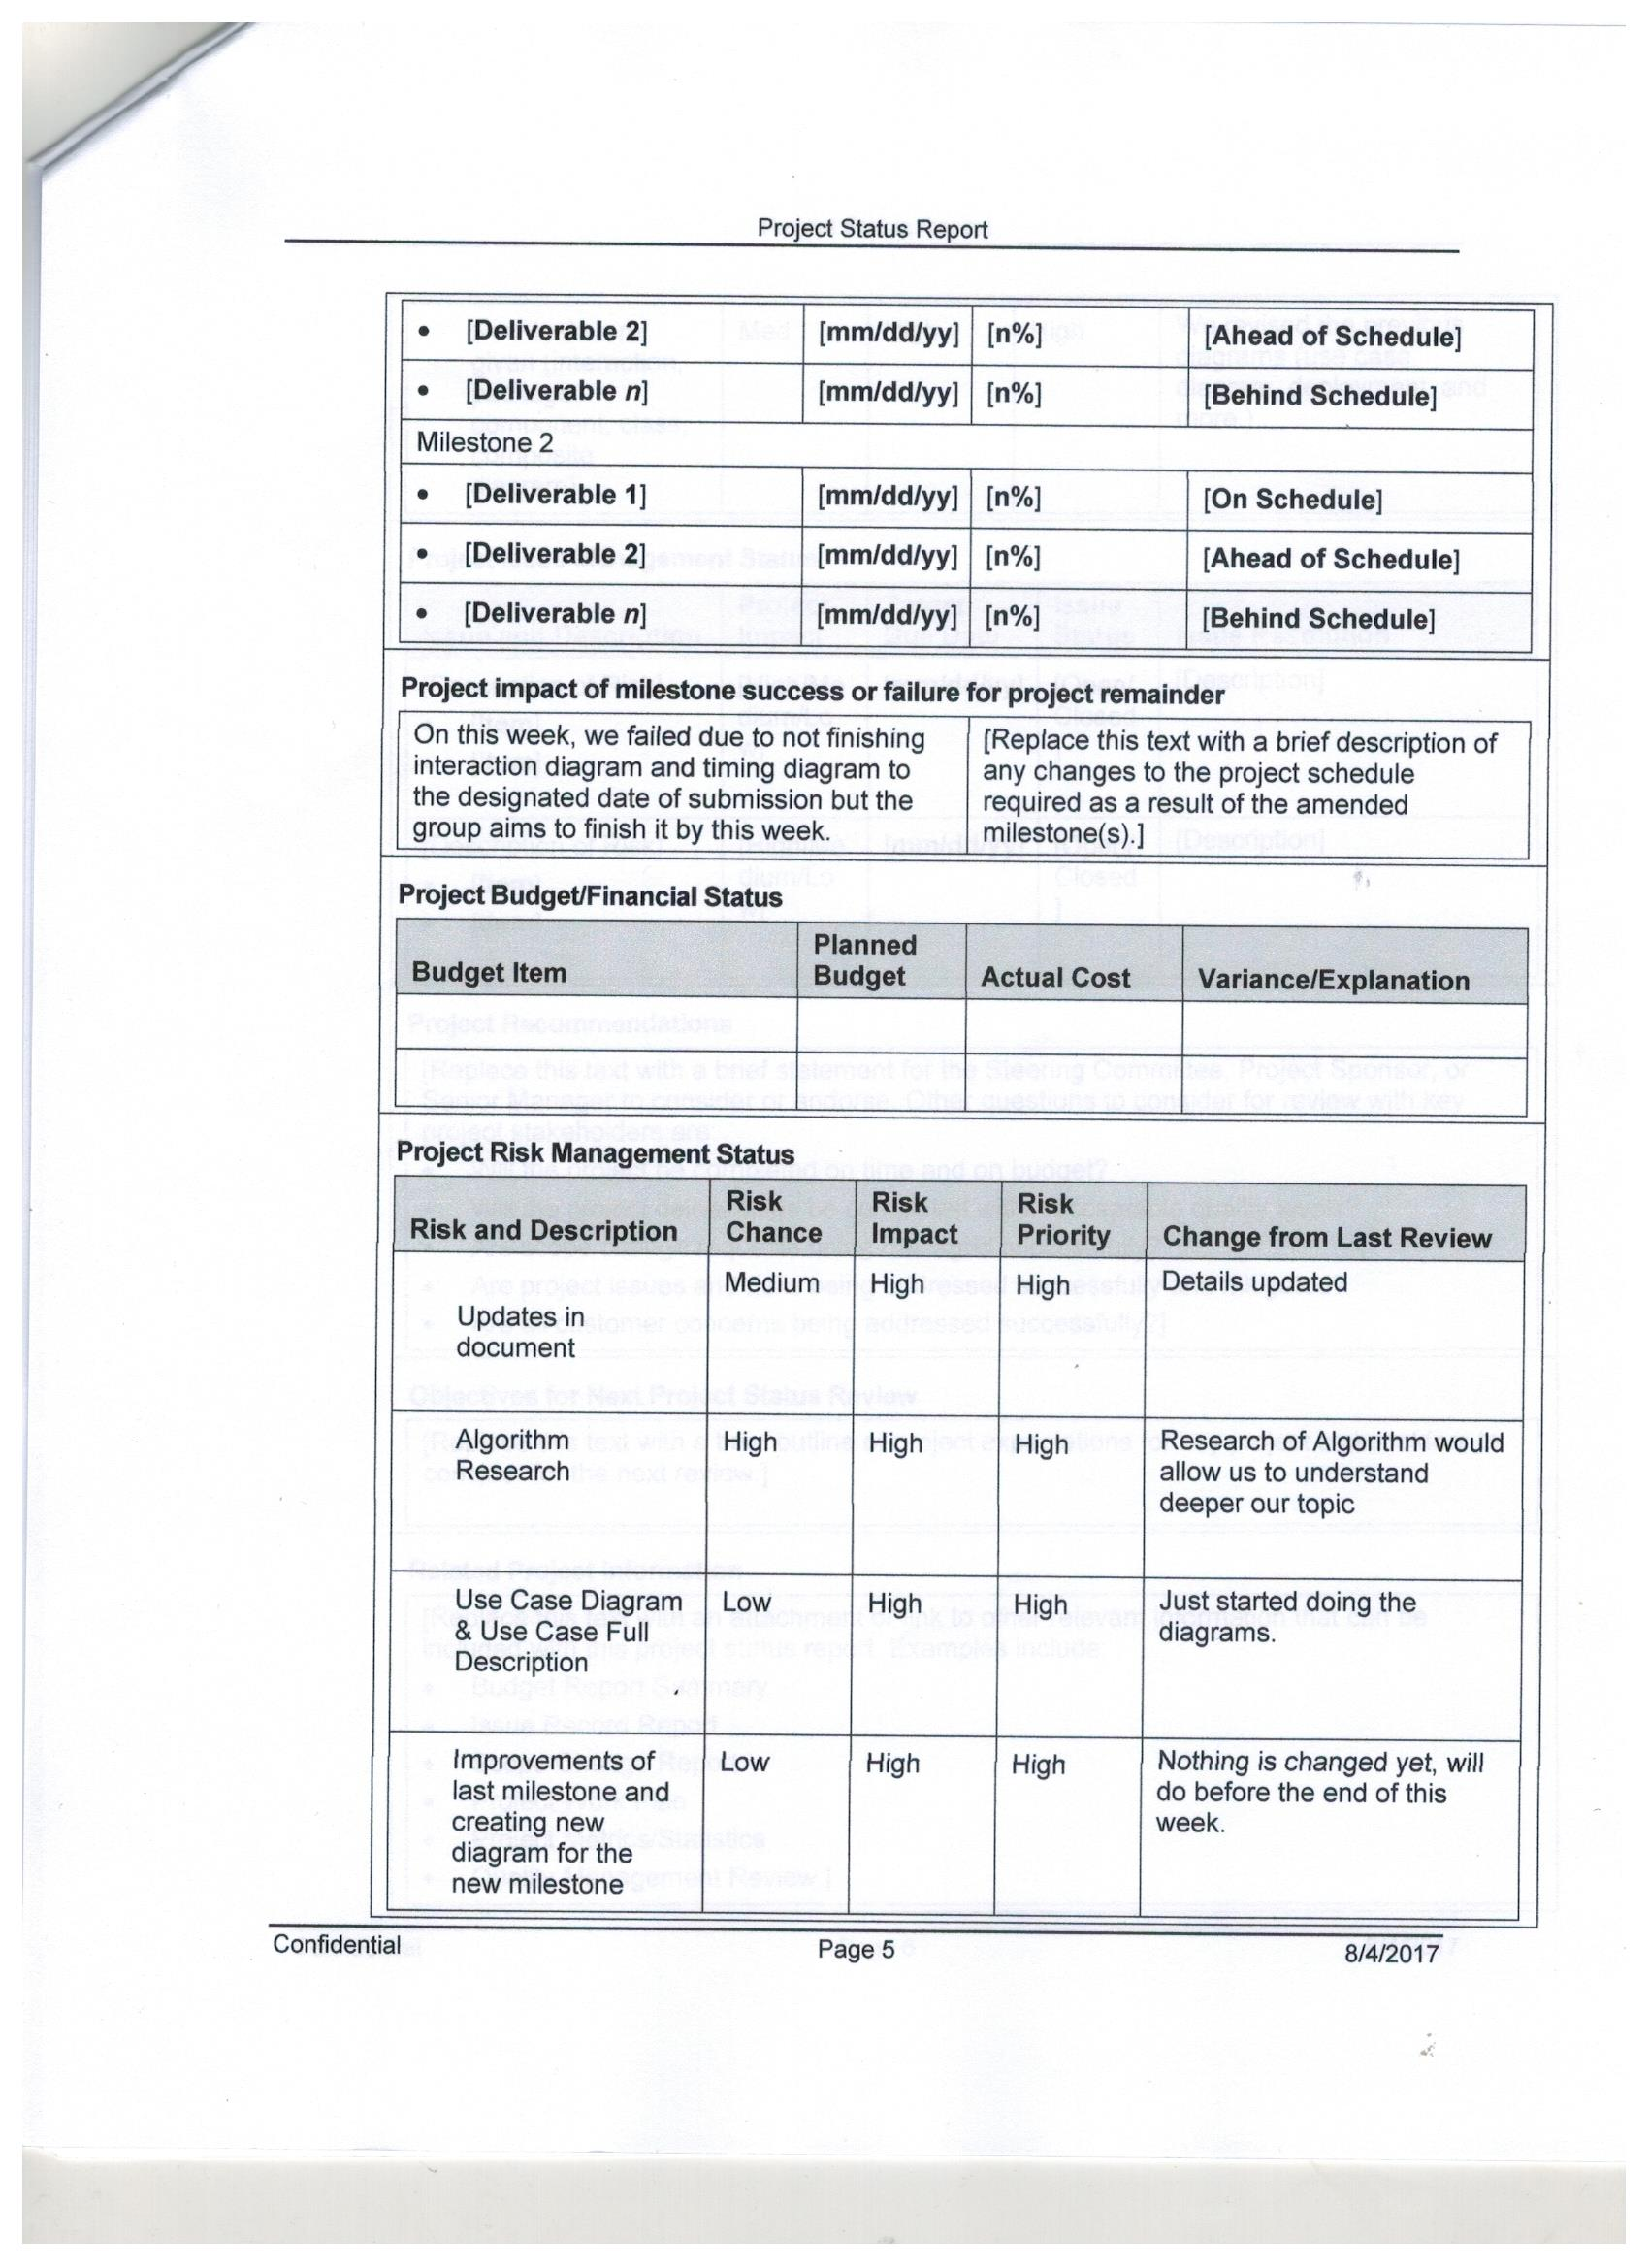 Project Status Report
• [Deliverable 2] [mm/dd/yy] [n%] [Ahead of Schedule]
• [Deliverable n] [mm/dd/yy] [n%] [Behind Schedule]
Milestone 2
• [Deliverable 1] [mm/dd/yy] [n%] [On Schedule]
• [Deliverable 2] [mm/dd/yy] [n%] [Ahead of Schedule]
• [Deliverable n] [mm/dd/yy] [n%] [Behind Schedule]
Project impact of milestone success or failure for project remainder
On this week, we failed due to not finishing
interaction diagram and timing diagram to
the designated date of submission but the
group aims to finish it by this week.
[Replace this text with a brief description of
any changes to the project schedule
required as a result of the amended
milestone(s).]
Project Budget/Financial Status
Budget Item
Planned
Budget
Actual Cost
Variance/Explanation
Project Risk Management Status
Risk and Description
Risk
Chance
Risk
Impact
Risk
Priority
Change from Last Review
Updates in
document
Medium
High
High
Details updated
Algorithm
Research
High
High
High
Research of Algorithm would
allow us to understand
deeper our topic
Use Case Diagram
& Use Case Full
Description
Low
High
High
Just started doing the
diagrams.
Improvements of
last milestone and
creating new
diagram for the
new milestone
Low
High
High
Nothing is changed yet, will
do before the end of this
week.
Confidential Page 5 8/4/2017